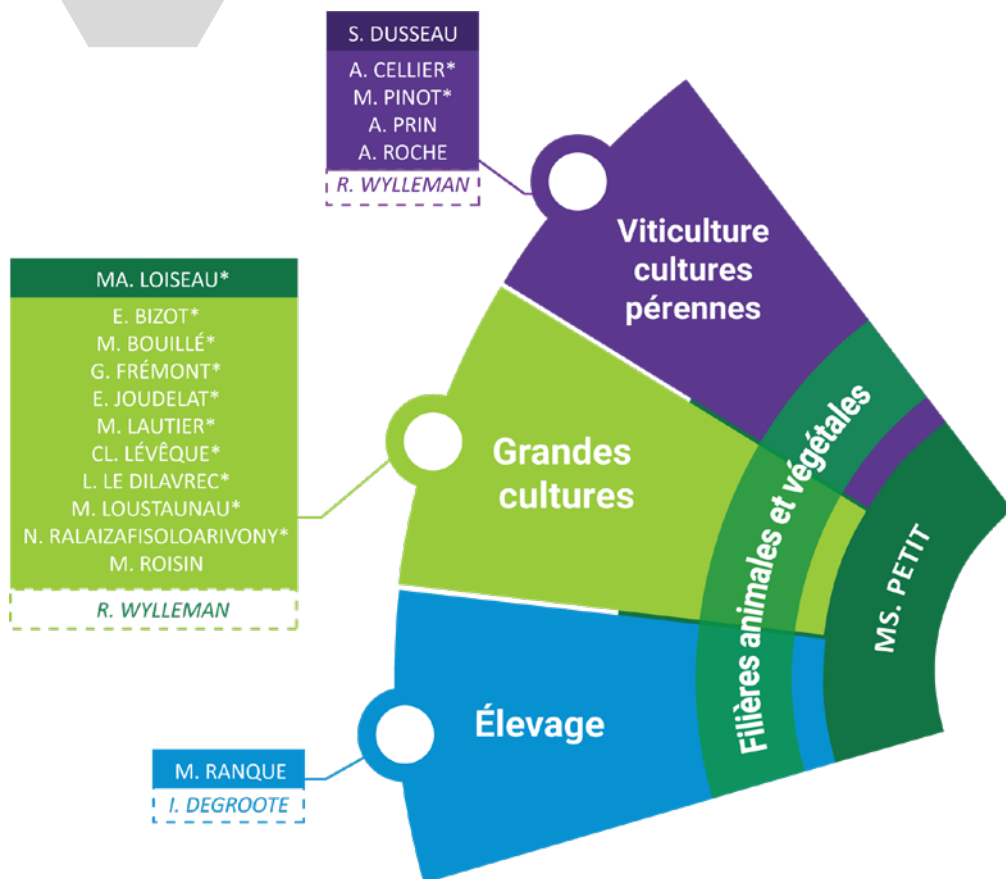 S. DUSSEAU
A. CELLIER*
M. PINOT*
A. PRIN
A. ROCHE
R. WYLLEMAN
Viticulture
cultures
pérennes
MA. LOISEAU*
E. BIZOT*
M. BOUILLÉ*
G. FRÉMONT*
E. JOUDELAT*
M. LAUTIER*
CL. LÉVÊQUE*
L. LE DILAVREC*
M. LOUSTAUNAU*
N. RALAIZAFISOLOARIVONY*
M. ROISIN
R. WYLLEMAN
Grandes
cultures
Filières animales et végétales
MS. PETIT
Élevage
M. RANQUE
I. DEGROOTE